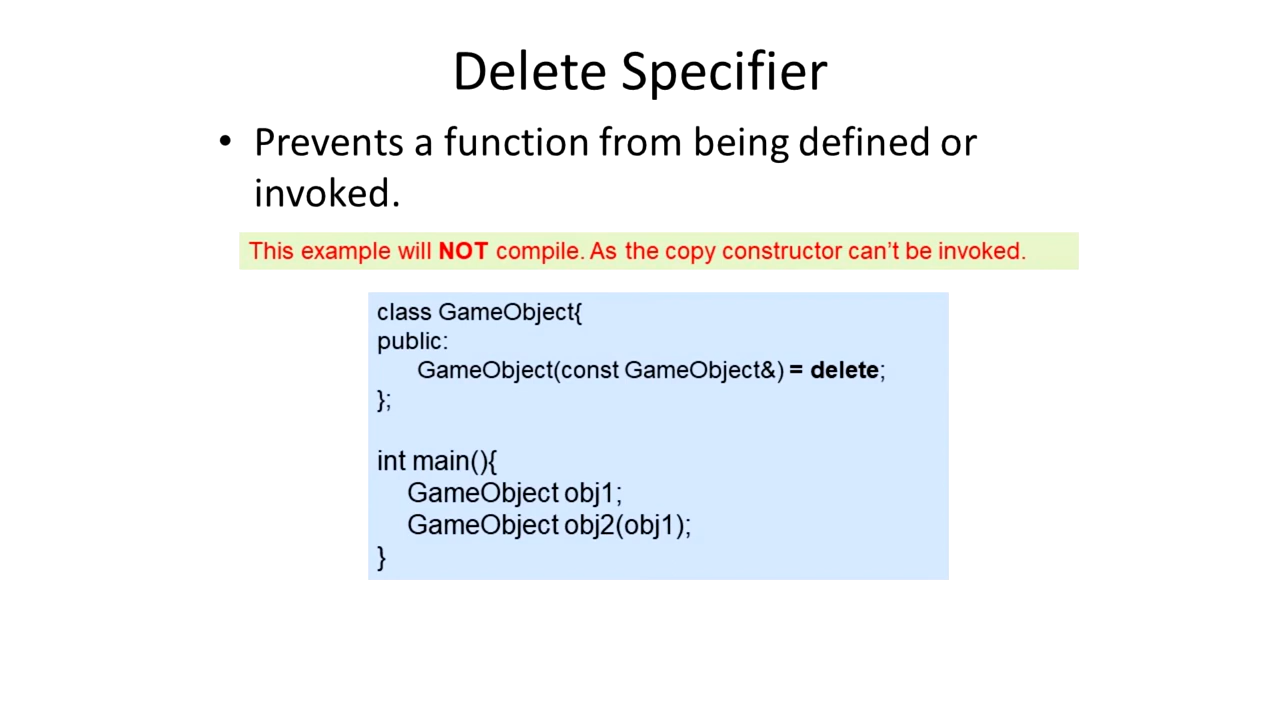 Delete Specifier
• Prevents a function from being defined or
invoked.
This example will NOT compile. As the copy constructor can't be invoked.
class GameObject{
public:
GameObject(const GameObject&) = delete;
};
int main(){
GameObject obj1;
GameObject obj2(obj1);
}